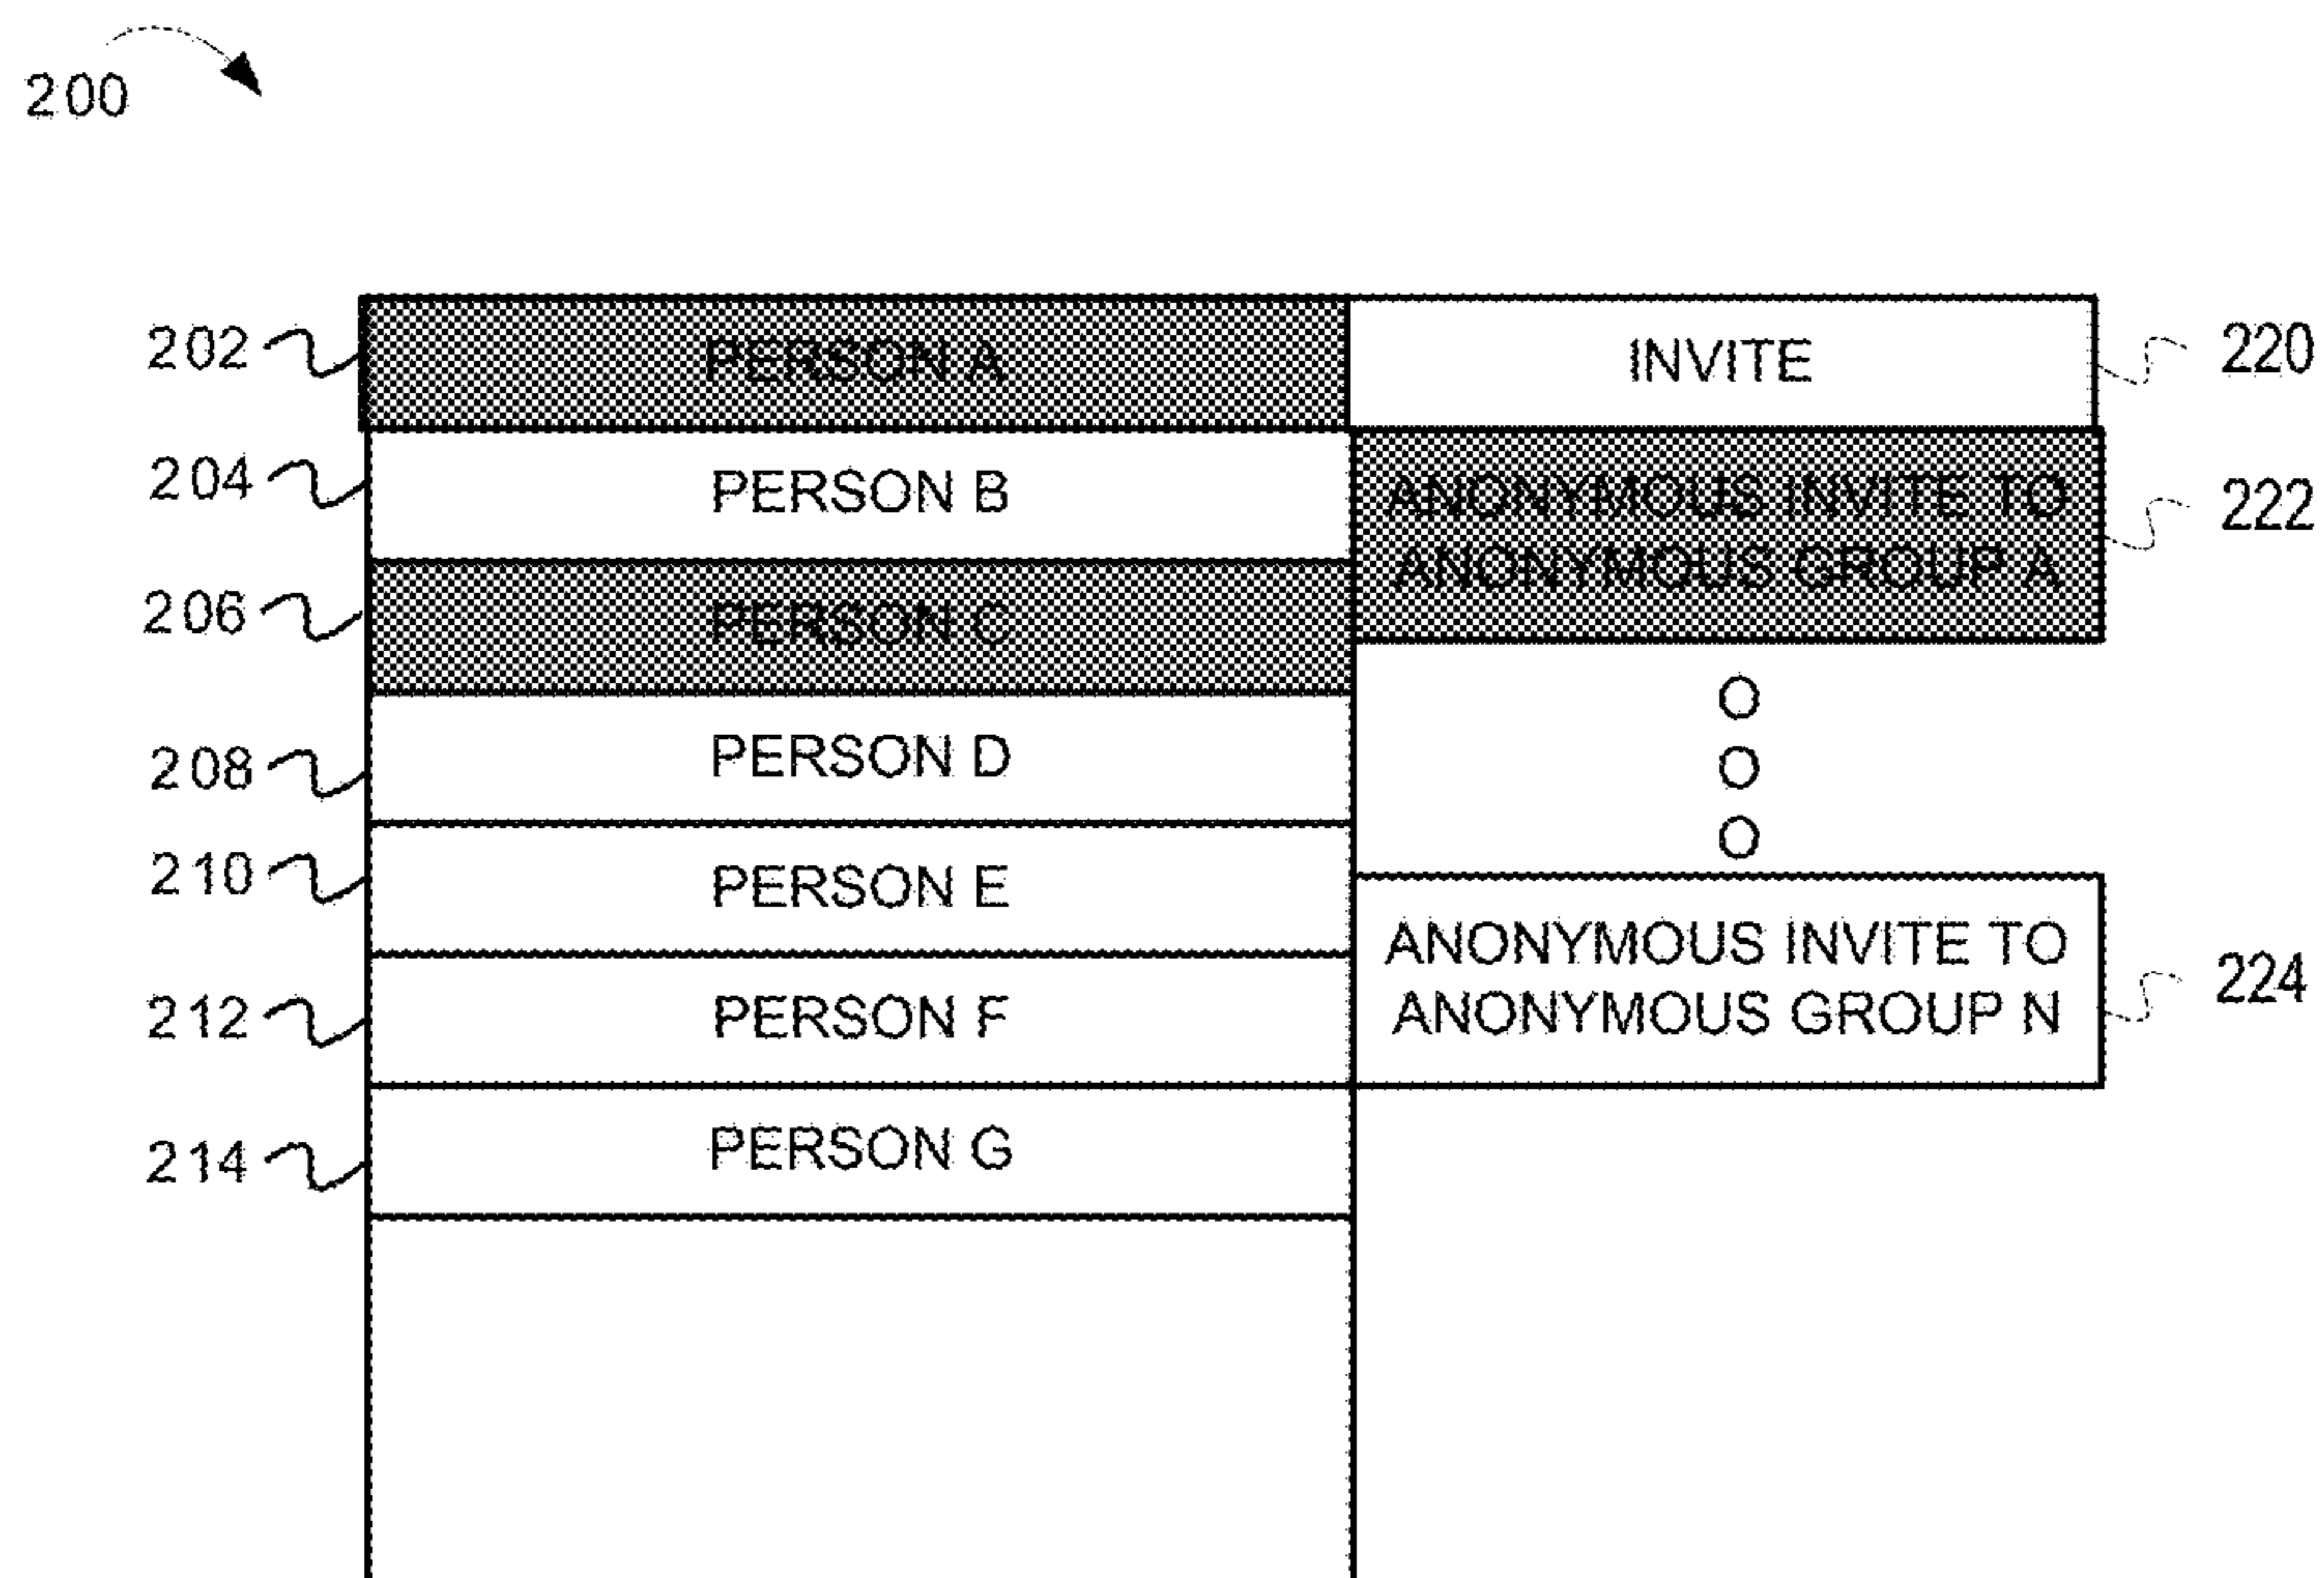 200
202 PERSON A INVITE 220
204 PERSON B ANONYMOUS INVITE TO 222
ANONYMOUS GROUP A
206 PERSON C
208 PERSON D
210 PERSON E
ANONYMOUS INVITE TO
ANONYMOUS GROUP N 224
212 PERSON F
214 PERSON G